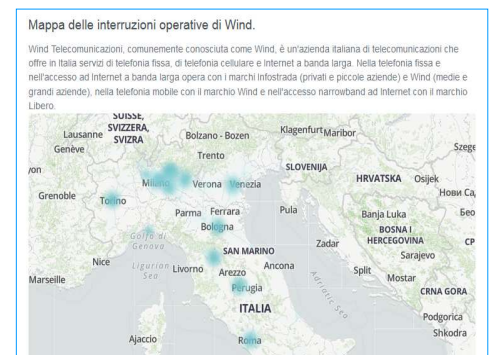 Mappa delle interruzioni operative di Wind.
Wind Telecomunicazioni, comunemente conosciuta come Wind, è un'azienda italiana di telecomunicazioni che
offre in Italia servizi di telefonia fissa, di telefonia cellulare e Internet a banda larga. Nella telefonia fissa e
nell'accesso ad Internet a banda larga opera con i marchi Infostrada (privati e piccole aziende) e Wind (medie e
grandi aziende), nella telefonia mobile con il marchio Wind e nell'accesso narrowband ad Internet con il marchio
Libero.
SUISSE,
SVIZZERA,
SVIZRA
Lausanne
Genève
Bolzano - Bozen
Klagenfurt
Maribor
Szege
yon
Trento
SLOVENIJA
Milano
Verona
Venezia
HRVATSKA
Osijek
Grenoble
Torino
Нови Са
Parma
Ferrara
Pula
Banja Luka
Бео
Bologna
Golfo di
Genova
BOSNA I
HERCEGOVINA
СР
SAN MARINO
Zadar
Sarajevo
Nice
Ligurian
Sea
Livorno
Arezzo
Ancona
Split
Mostar
Marseille
Adriatic Sea
Perugia
CRNA GORA
ITALIA
Podgorica
Shkodra
Ajaccio
Roma